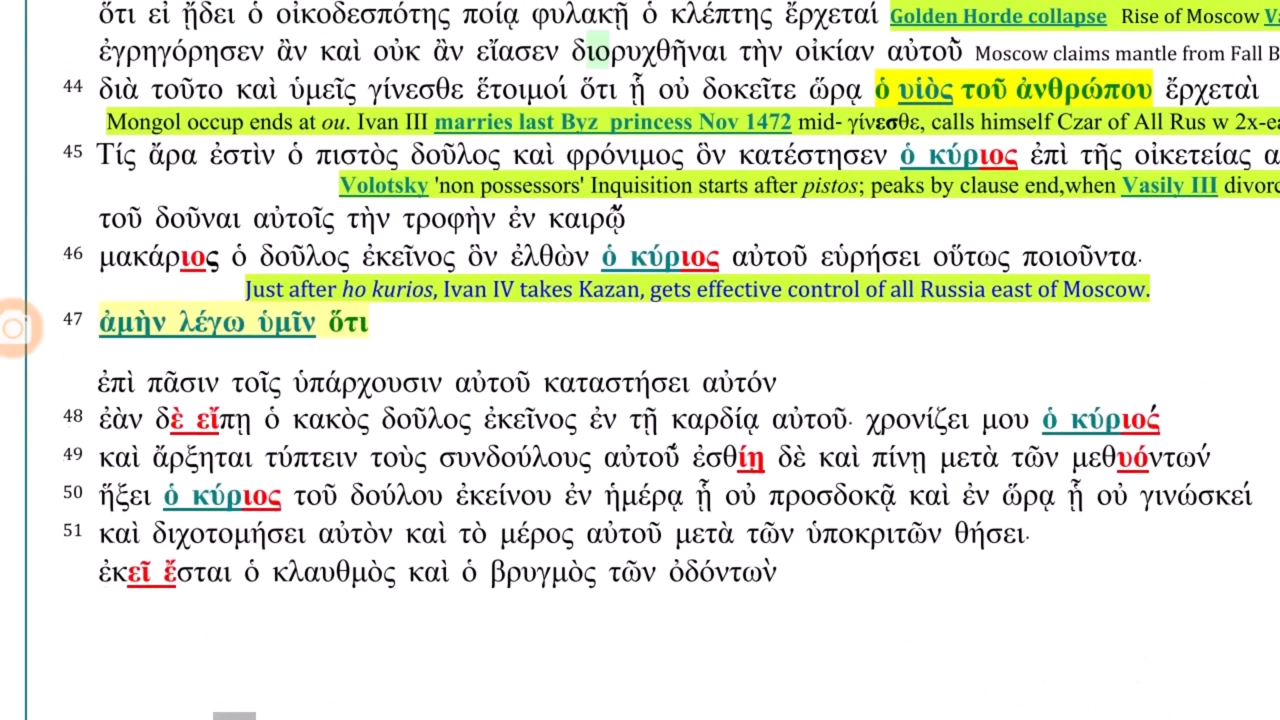 ὅτι εἰ ᾔδει ὁ οἰκοδεσπότης ποίᾳ φυλακῇ ὁ κλέπτης ἔρχεταί Golden Horde collapse Rise of Moscow
ἐγρηγόρησεν ἂν καὶ οὐκ ἂν εἴασεν διορυχθῆναι τὴν οἰκίαν αὐτοῦ Moscow claims mantle from Fall B
44 διὰ τοῦτο καὶ ὑμεῖς γίνεσθε ἕτοιμοί ὅτι ᾗ οὐ δοκεῖτε ὥρᾳ ὁ υἱὸς τοῦ ἀνθρώπου ἔρχεταὶ
Mongol occup ends at ou. Ivan III marries last Byz princess Nov 1472 mid- γίνεσθε, calls himself Czar of All Rus w 2x-ea
45 Τίς ἄρα ἐστὶν ὁ πιστὸς δοῦλος καὶ φρόνιμος ὃν κατέστησεν ὁ κύριος ἐπὶ τῆς οἰκετείας α
Volotsky 'non possessors' Inquisition starts after pistos; peaks by clause end,when Vasily III divorc
τοῦ δοῦναι αὐτοῖς τὴν τροφὴν ἐν καιρῷ
46 μακάριος ὁ δοῦλος ἐκεῖνος ὃν ἐλθὼν ὁ κύριος αὐτοῦ εὑρήσει οὕτως ποιοῦντα·
Just after ho kurios, Ivan IV takes Kazan, gets effective control of all Russia east of Moscow.
47 ἀμὴν λέγω ὑμῖν ὅτι
ἐπὶ πᾶσιν τοῖς ὑπάρχουσιν αὐτοῦ καταστήσει αὐτόν
48 ἐὰν δὲ εἴπῃ ὁ κακὸς δοῦλος ἐκεῖνος ἐν τῇ καρδίᾳ αὐτοῦ· χρονίζει μου ὁ κύριος
49 καὶ ἄρξηται τύπτειν τοὺς συνδούλους αὐτοῦ ἐσθίῃ δὲ καὶ πίνῃ μετὰ τῶν μεθυόντων
50 ἥξει ὁ κύριος τοῦ δούλου ἐκείνου ἐν ἡμέρᾳ ᾗ οὐ προσδοκᾷ καὶ ἐν ὥρᾳ ᾗ οὐ γινώσκεί
51 καὶ διχοτομήσει αὐτὸν καὶ τὸ μέρος αὐτοῦ μετὰ τῶν ὑποκριτῶν θήσει·
ἐκεῖ ἔσται ὁ κλαυθμὸς καὶ ὁ βρυγμὸς τῶν ὀδόντων